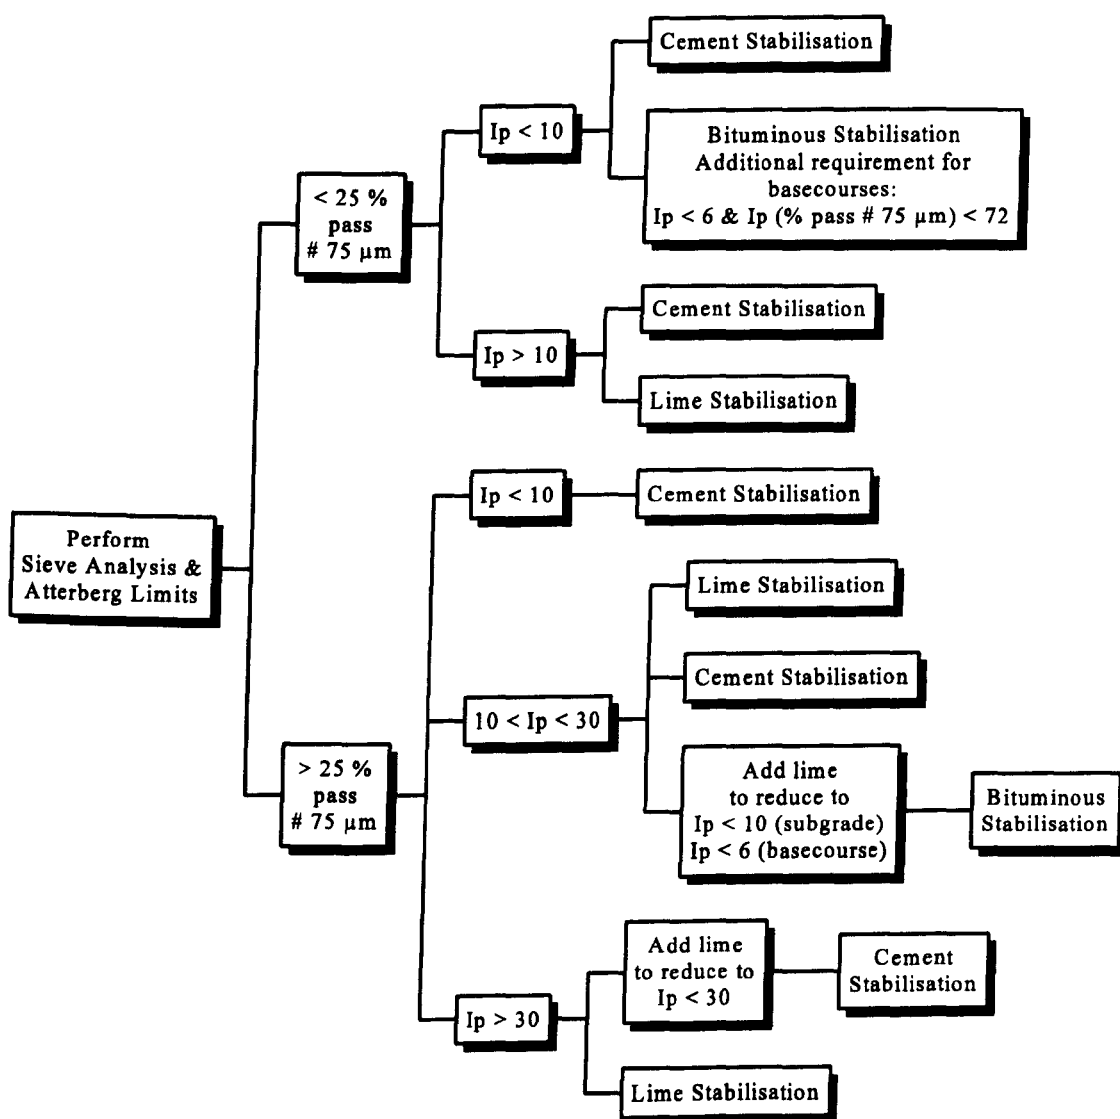 Perform
Sieve Analysis &
Atterberg Limits
< 25 %
pass
# 75 µm
Ip < 10
Cement Stabilisation
Bituminous Stabilisation
Additional requirement for
basecourses:
Ip < 6 & Ip (% pass # 75 µm) < 72
Ip > 10
Cement Stabilisation
Lime Stabilisation
> 25 %
pass
# 75 µm
Ip < 10
Cement Stabilisation
10 < Ip < 30
Lime Stabilisation
Cement Stabilisation
Add lime
to reduce to
Ip < 10 (subgrade)
Ip < 6 (basecourse)
Bituminous
Stabilisation
Ip > 30
Add lime
to reduce to
Ip < 30
Cement
Stabilisation
Lime Stabilisation